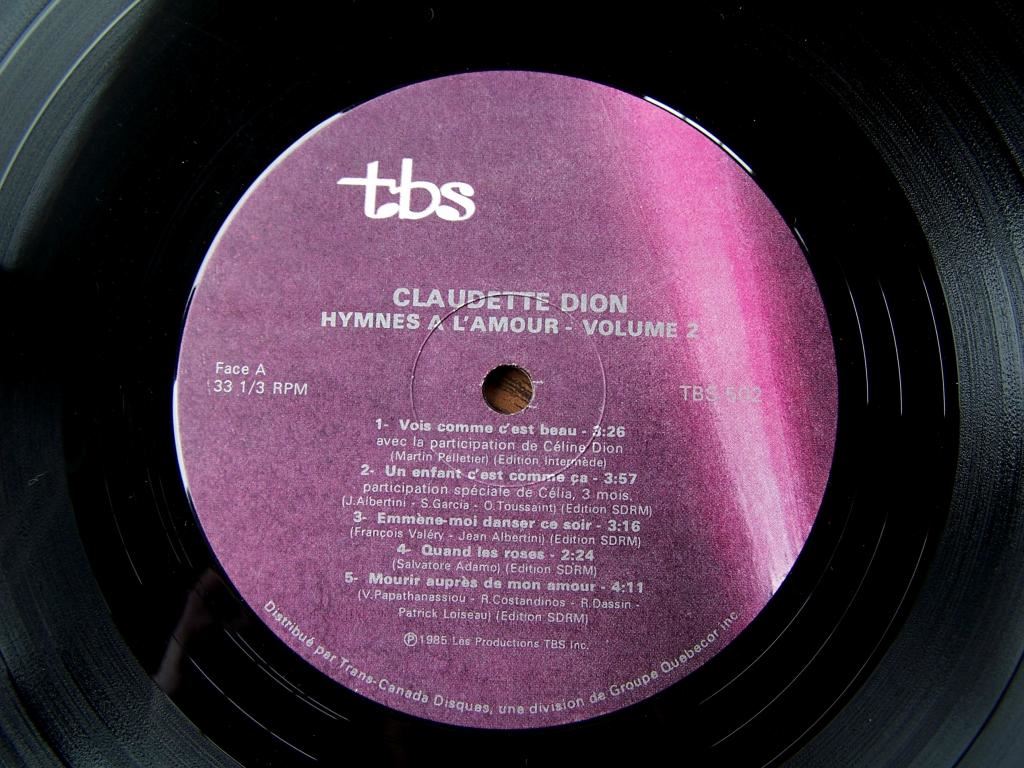 tbs
CLAUDETTE DION
HYMNES A L'AMOUR - VOLUME 2
Face A
33 1/3 RPM
TBS 502
1- Vois comme c'est beau - 3:26
avec la participation de Céline Dion
(Martin Pelletier) (Edition Intermède)
2- Un enfant c'est comme ça - 3:57
participation spéciale de Célia, 3 mois.
(J.Albertini - S.Garcia - O.Toussaint) (Edition SDRM)
3- Emmène-moi danser ce soir - 3:16
(François Valéry - Jean Albertini) (Edition SDRM)
4- Quand les roses - 2:24
(Salvatore Adamo) (Edition SDRM)
5- Mourir auprès de mon amour - 4:11
(V.Papathanassiou - R.Costandinos - R.Dassin -
Patrick Loiseau) (Edition SDRM)
Ⓟ1985 Les Productions TBS Inc.
Distribué par Trans-Canada Disques, une division de Groupe Quebecor inc.